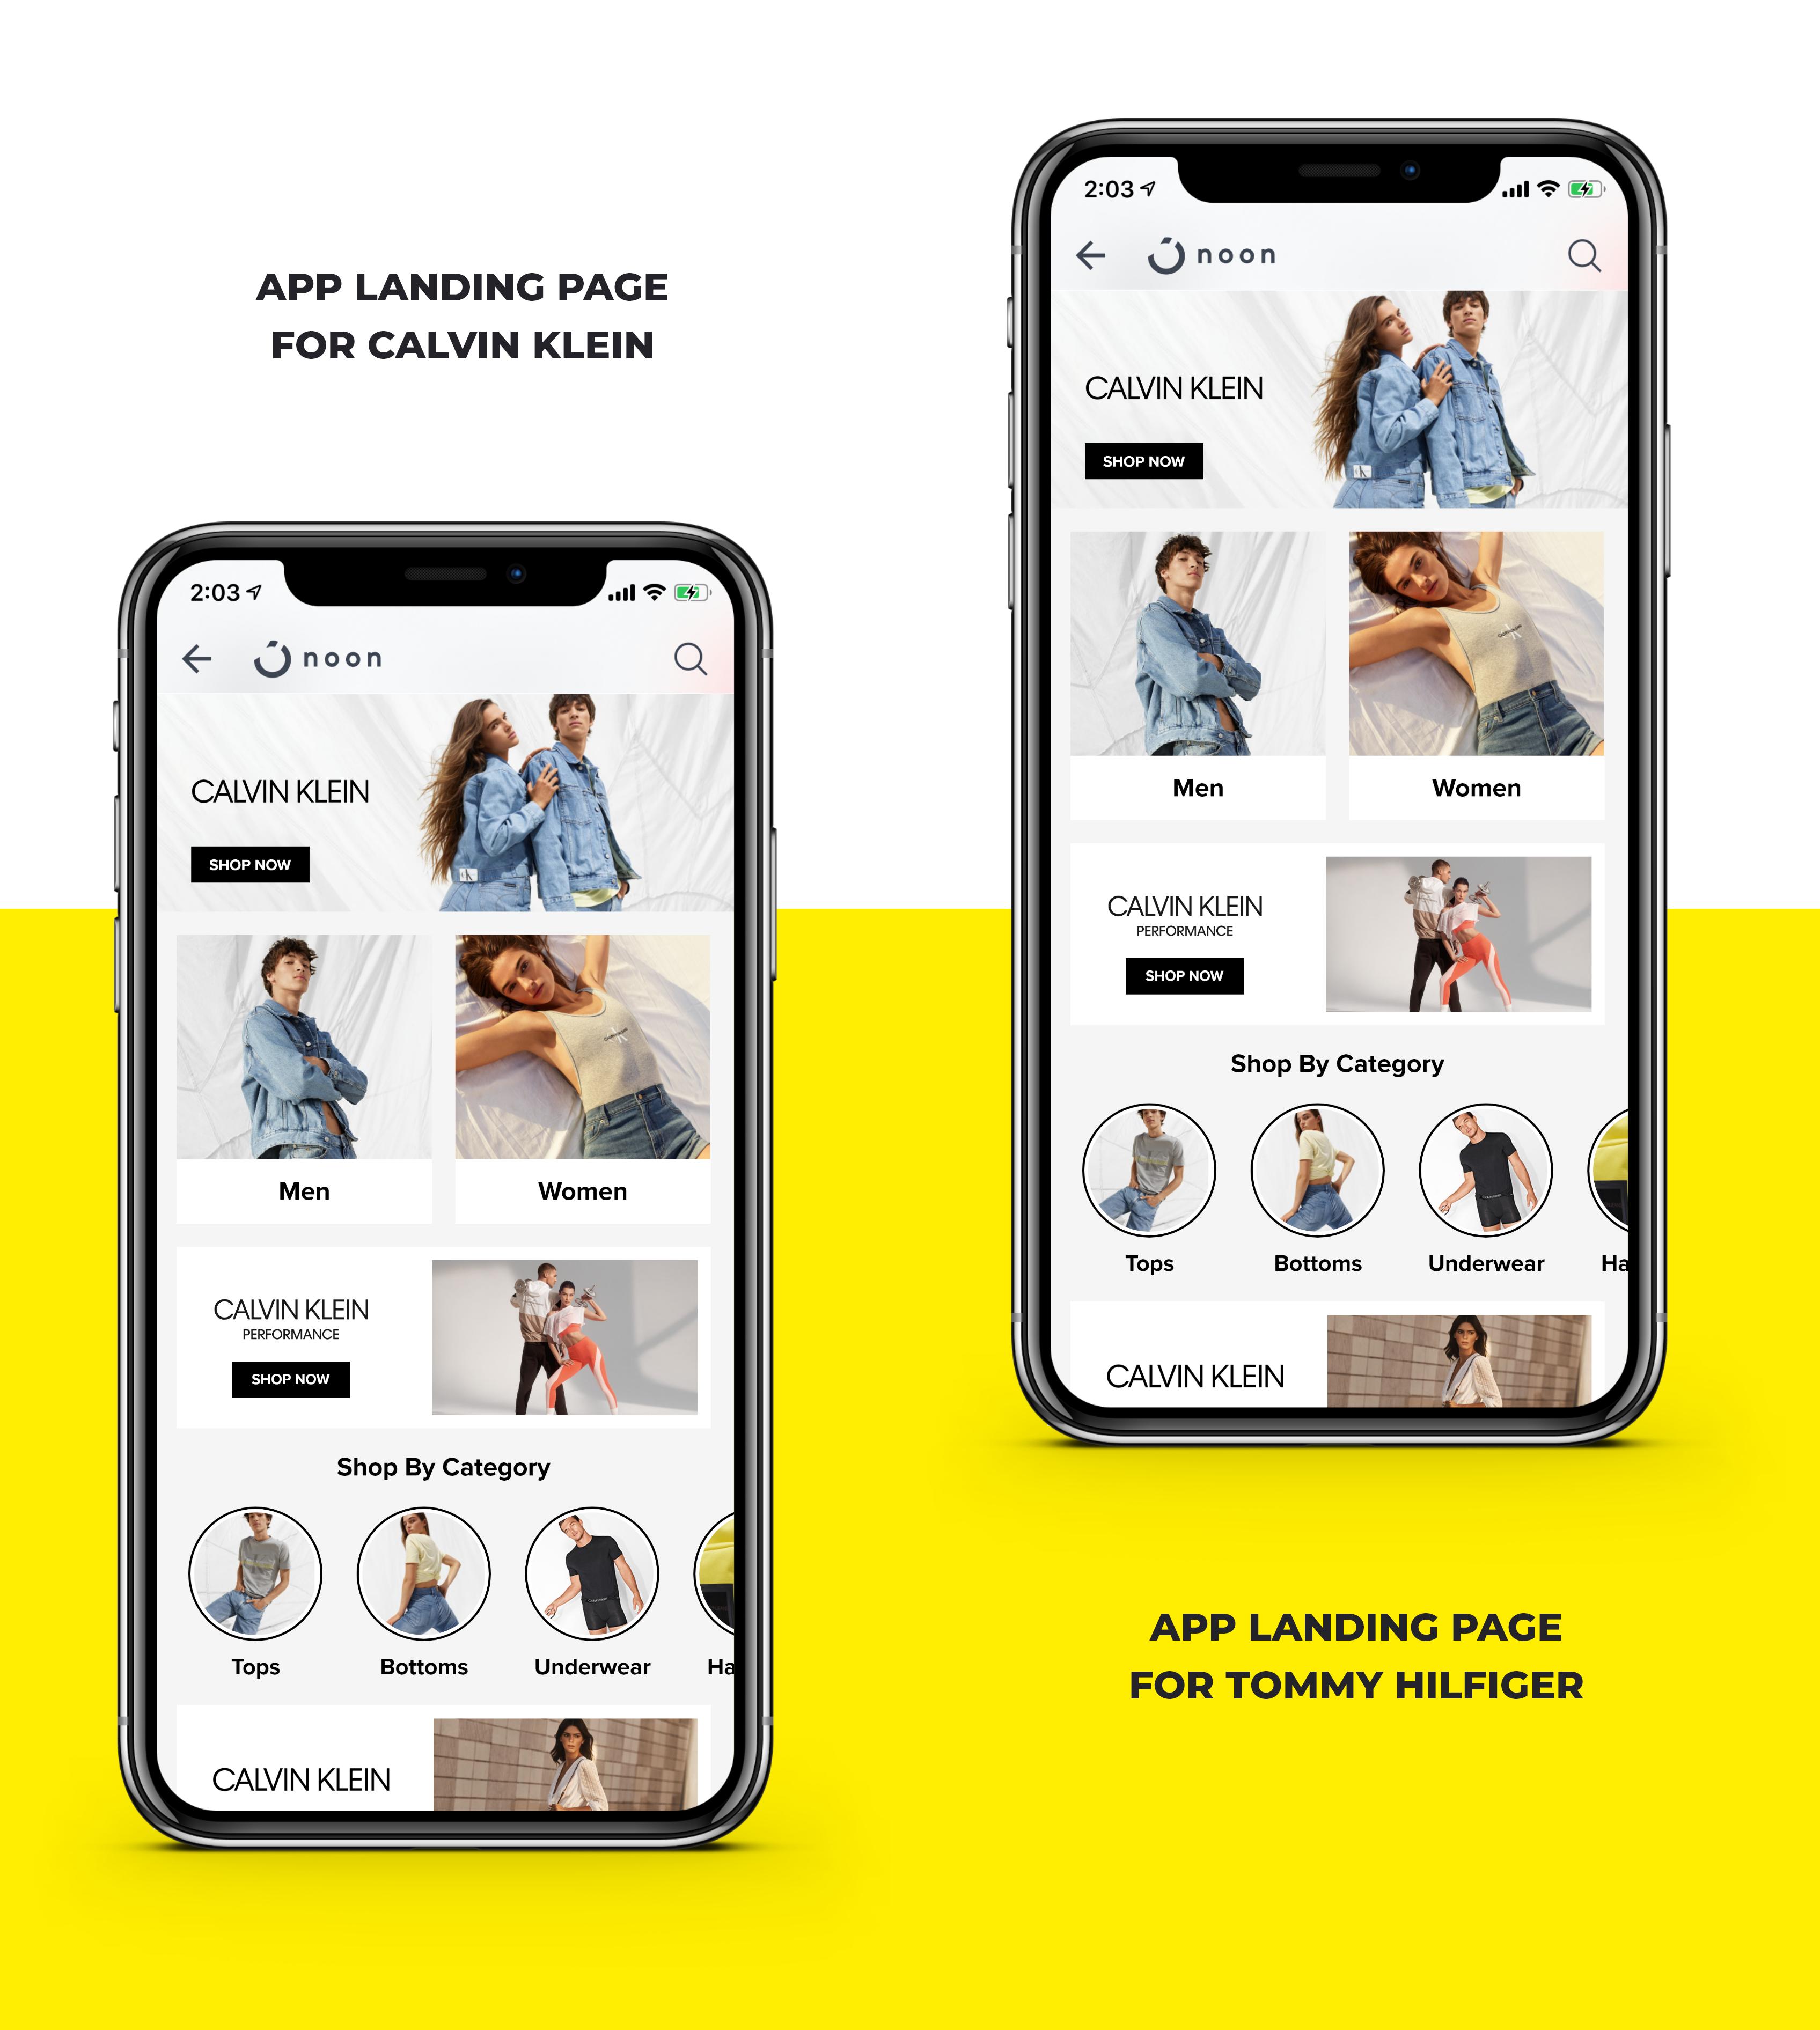 APP LANDING PAGE
FOR CALVIN KLEIN
2:03
noon
CALVIN KLEIN
SHOP NOW
Men
Women
CALVIN KLEIN
PERFORMANCE
SHOP NOW
Shop By Category
Tops
Bottoms
Underwear
Ha
CALVIN KLEIN
2:03
noon
CALVIN KLEIN
SHOP NOW
Men
Women
CALVIN KLEIN
PERFORMANCE
SHOP NOW
Shop By Category
Tops
Bottoms
Underwear
Ha
CALVIN KLEIN
APP LANDING PAGE
FOR TOMMY HILFIGER